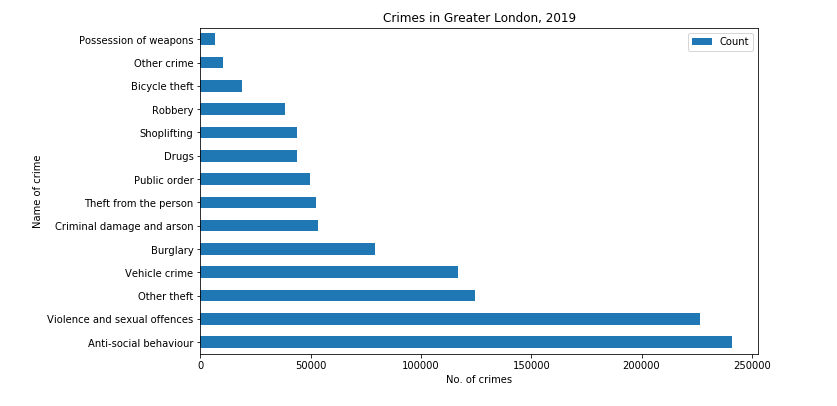 Crimes in Greater London, 2019
Count
Name of crime
Possession of weapons
Other crime
Bicycle theft
Robbery
Shoplifting
Drugs
Public order
Theft from the person
Criminal damage and arson
Burglary
Vehicle crime
Other theft
Violence and sexual offences
Anti-social behaviour
0 50000 100000 150000 200000 250000
No. of crimes